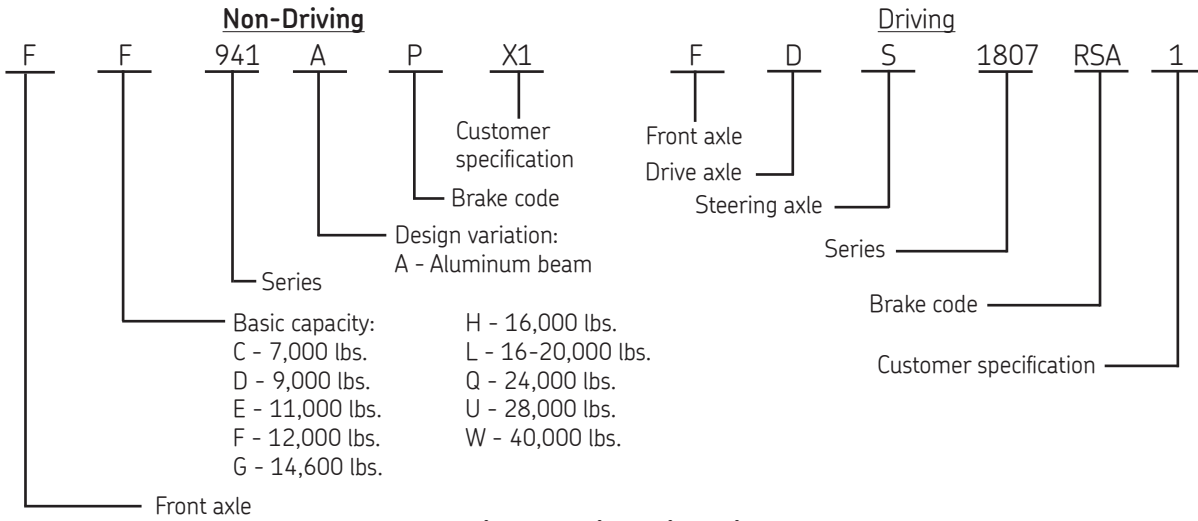 Non-Driving
F F 941 A P X1
Customer
specification
Brake code
Design variation:
A - Aluminum beam
Series
Basic capacity:
C - 7,000 lbs.
D - 9,000 lbs.
E - 11,000 lbs.
F - 12,000 lbs.
G - 14,600 lbs.
H - 16,000 lbs.
L - 16-20,000 lbs.
Q - 24,000 lbs.
U - 28,000 lbs.
W - 40,000 lbs.
Front axle
Driving
F D S 1807 RSA 1
Front axle
Drive axle
Steering axle
Series
Brake code
Customer specification